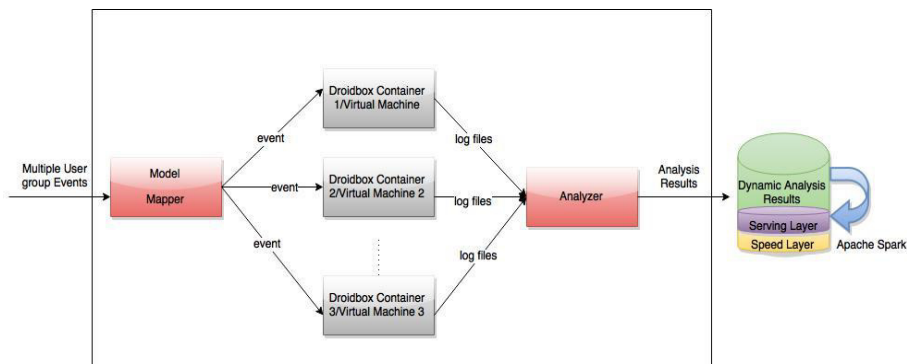 Multiple User
group Events
Model
Mapper
event
event
event
Droidbox Container
1/Virtual Machine
Droidbox Container
2/Virtual Machine 2
Droidbox Container
3/Virtual Machine 3
log files
log files
log files
Analyzer
Analysis
Results
Dynamic Analysis
Results
Serving Layer
Speed Layer
Apache Spark